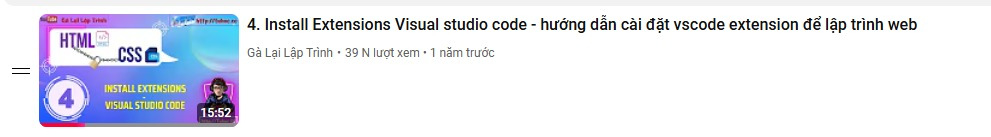 Gà Lại Lập Trình
HTML
CSS
4
INSTALL EXTENSIONS
VISUAL STUDIO CODE
15:52
4. Install Extensions Visual studio code - hướng dẫn cài đặt vscode extension để lập trình web
Gà Lại Lập Trình • 39 N lượt xem • 1 năm trước